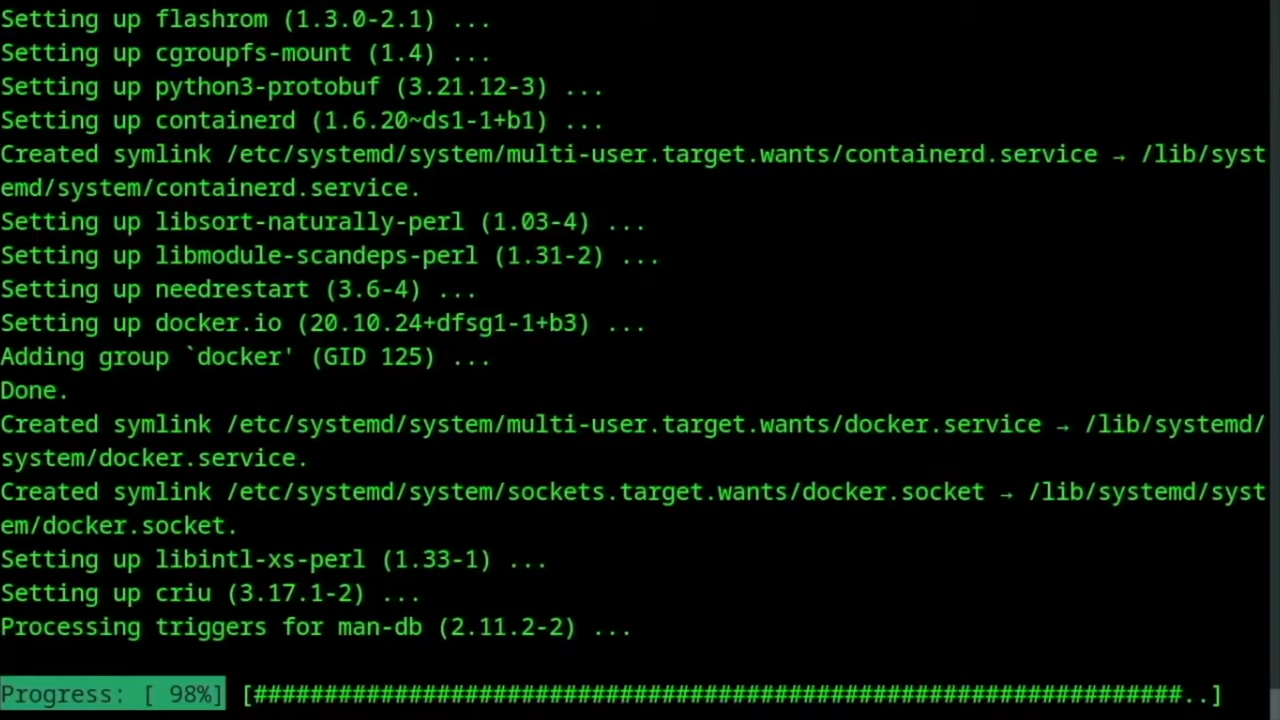 Setting up flashrom (1.3.0-2.1) ...
Setting up cgroupfs-mount (1.4) ...
Setting up python3-protobuf (3.21.12-3) ...
Setting up containerd (1.6.20~ds1-1+b1) ...
Created symlink /etc/systemd/system/multi-user.target.wants/containerd.service → /lib/syst
emd/system/containerd.service.
Setting up libsort-naturally-perl (1.03-4) ...
Setting up libmodule-scandeps-perl (1.31-2) ...
Setting up needrestart (3.6-4) ...
Setting up docker.io (20.10.24+dfsg1-1+b3) ...
Adding group `docker' (GID 125) ...
Done.
Created symlink /etc/systemd/system/multi-user.target.wants/docker.service → /lib/systemd/
system/docker.service.
Created symlink /etc/systemd/system/sockets.target.wants/docker.socket → /lib/systemd/syst
em/docker.socket.
Setting up libintl-xs-perl (1.33-1) ...
Setting up criu (3.17.1-2) ...
Processing triggers for man-db (2.11.2-2) ...
Progress: [ 98%] [##################################################################..]